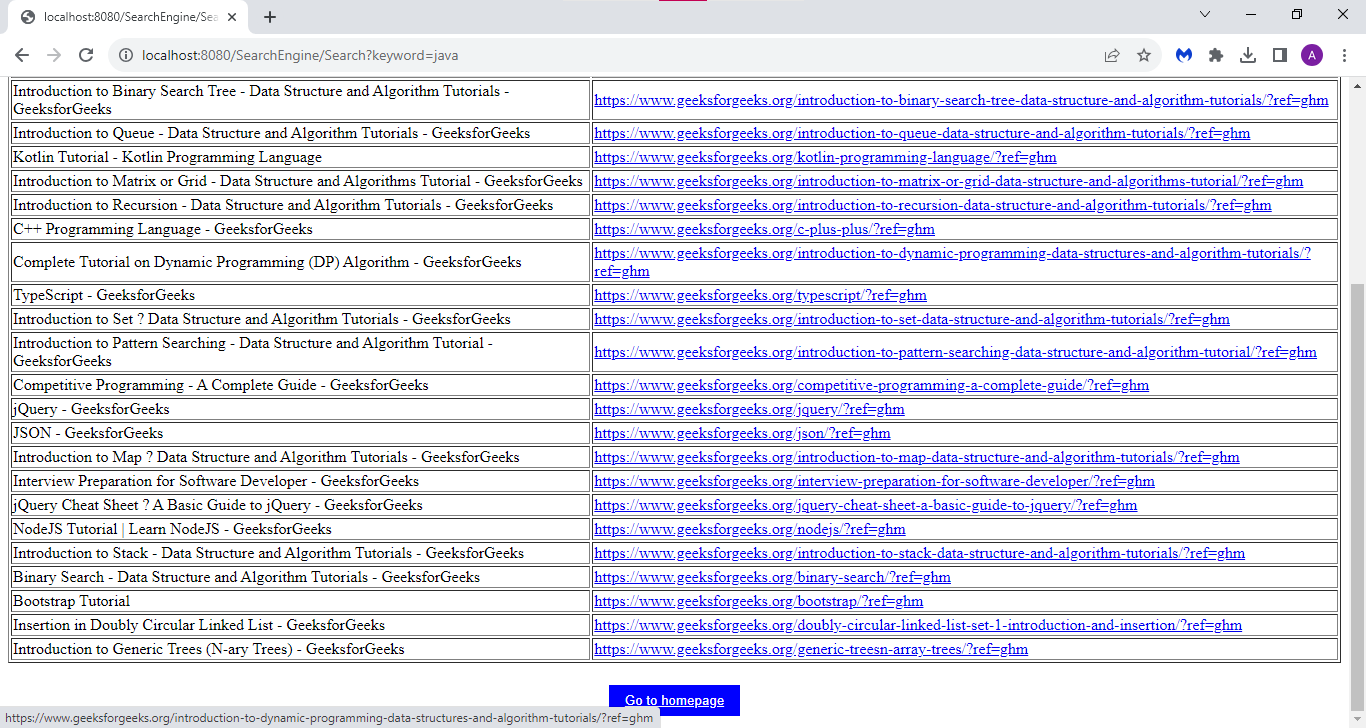 localhost:8080/SearchEngine/Sea
localhost:8080/SearchEngine/Search?keyword=java
A
Introduction to Binary Search Tree - Data Structure and Algorithm Tutorials -
GeeksforGeeks
https://www.geeksforgeeks.org/introduction-to-binary-search-tree-data-structure-and-algorithm-tutorials/?ref=ghm
Introduction to Queue - Data Structure and Algorithm Tutorials - GeeksforGeeks
https://www.geeksforgeeks.org/introduction-to-queue-data-structure-and-algorithm-tutorials/?ref=ghm
Kotlin Tutorial - Kotlin Programming Language
https://www.geeksforgeeks.org/kotlin-programming-language/?ref=ghm
Introduction to Matrix or Grid - Data Structure and Algorithms Tutorial - GeeksforGeeks
https://www.geeksforgeeks.org/introduction-to-matrix-or-grid-data-structure-and-algorithms-tutorial/?ref=ghm
Introduction to Recursion - Data Structure and Algorithm Tutorials - GeeksforGeeks
https://www.geeksforgeeks.org/introduction-to-recursion-data-structure-and-algorithm-tutorials/?ref=ghm
C++ Programming Language - GeeksforGeeks
https://www.geeksforgeeks.org/c-plus-plus/?ref=ghm
Complete Tutorial on Dynamic Programming (DP) Algorithm - GeeksforGeeks
https://www.geeksforgeeks.org/introduction-to-dynamic-programming-data-structures-and-algorithm-tutorials/?
ref=ghm
TypeScript - GeeksforGeeks
https://www.geeksforgeeks.org/typescript/?ref=ghm
Introduction to Set ? Data Structure and Algorithm Tutorials - GeeksforGeeks
https://www.geeksforgeeks.org/introduction-to-set-data-structure-and-algorithm-tutorials/?ref=ghm
Introduction to Pattern Searching - Data Structure and Algorithm Tutorial -
GeeksforGeeks
https://www.geeksforgeeks.org/introduction-to-pattern-searching-data-structure-and-algorithm-tutorial/?ref=ghm
Competitive Programming - A Complete Guide - GeeksforGeeks
https://www.geeksforgeeks.org/competitive-programming-a-complete-guide/?ref=ghm
jQuery - GeeksforGeeks
https://www.geeksforgeeks.org/jquery/?ref=ghm
JSON - GeeksforGeeks
https://www.geeksforgeeks.org/json/?ref=ghm
Introduction to Map ? Data Structure and Algorithm Tutorials - GeeksforGeeks
https://www.geeksforgeeks.org/introduction-to-map-data-structure-and-algorithm-tutorials/?ref=ghm
Interview Preparation for Software Developer - GeeksforGeeks
https://www.geeksforgeeks.org/interview-preparation-for-software-developer/?ref=ghm
jQuery Cheat Sheet ? A Basic Guide to jQuery - GeeksforGeeks
https://www.geeksforgeeks.org/jquery-cheat-sheet-a-basic-guide-to-jquery/?ref=ghm
NodeJS Tutorial | Learn NodeJS - GeeksforGeeks
https://www.geeksforgeeks.org/nodejs/?ref=ghm
Introduction to Stack - Data Structure and Algorithm Tutorials - GeeksforGeeks
https://www.geeksforgeeks.org/introduction-to-stack-data-structure-and-algorithm-tutorials/?ref=ghm
Binary Search - Data Structure and Algorithm Tutorials - GeeksforGeeks
https://www.geeksforgeeks.org/binary-search/?ref=ghm
Bootstrap Tutorial
https://www.geeksforgeeks.org/bootstrap/?ref=ghm
Insertion in Doubly Circular Linked List - GeeksforGeeks
https://www.geeksforgeeks.org/doubly-circular-linked-list-set-1-introduction-and-insertion/?ref=ghm
Introduction to Generic Trees (N-ary Trees) - GeeksforGeeks
https://www.geeksforgeeks.org/generic-treesn-array-trees/?ref=ghm
Go to homepage
https://www.geeksforgeeks.org/introduction-to-dynamic-programming-data-structures-and-algorithm-tutorials/?ref=ghm